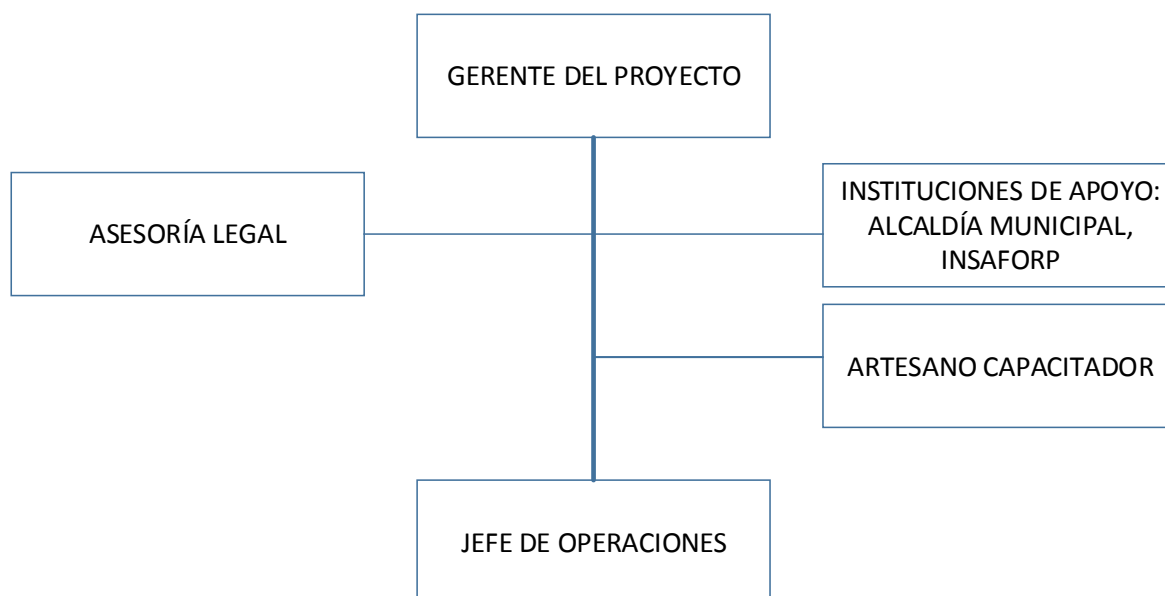 GERENTE DEL PROYECTO
ASESORÍA LEGAL
INSTITUCIONES DE APOYO:
ALCALDÍA MUNICIPAL,
INSAFORP
ARTESANO CAPACITADOR
JEFE DE OPERACIONES